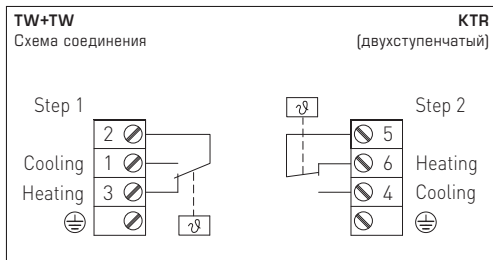 TW+TW KTR
Схема соединения (двухступенчатый)
Step 1 ϑ Step 2
2 5
Cooling 1 6 Heating
Heating 3 4 Cooling
ϑ